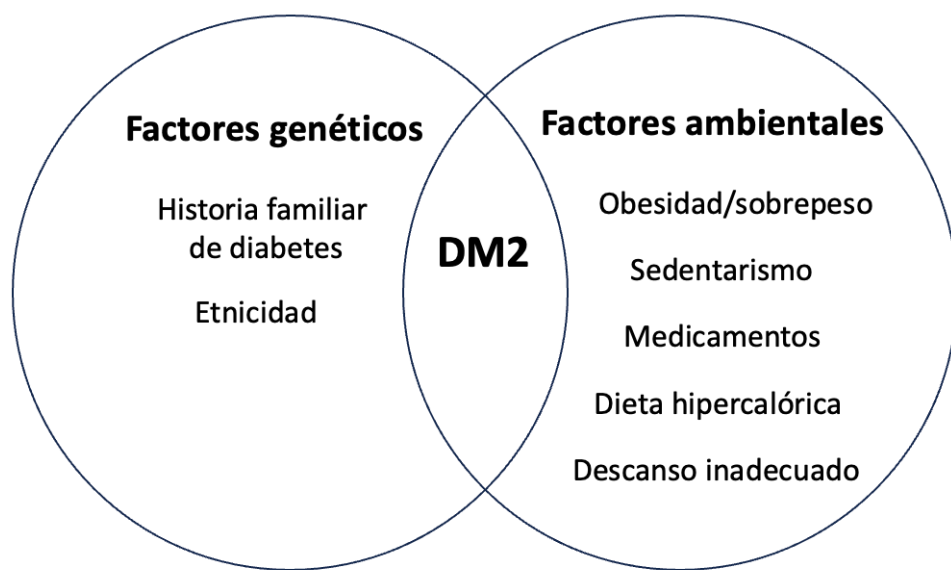 Factores genéticos
Historia familiar
de diabetes
Etnicidad
DM2
Factores ambientales
Obesidad/sobrepeso
Sedentarismo
Medicamentos
Dieta hipercalórica
Descanso inadecuado